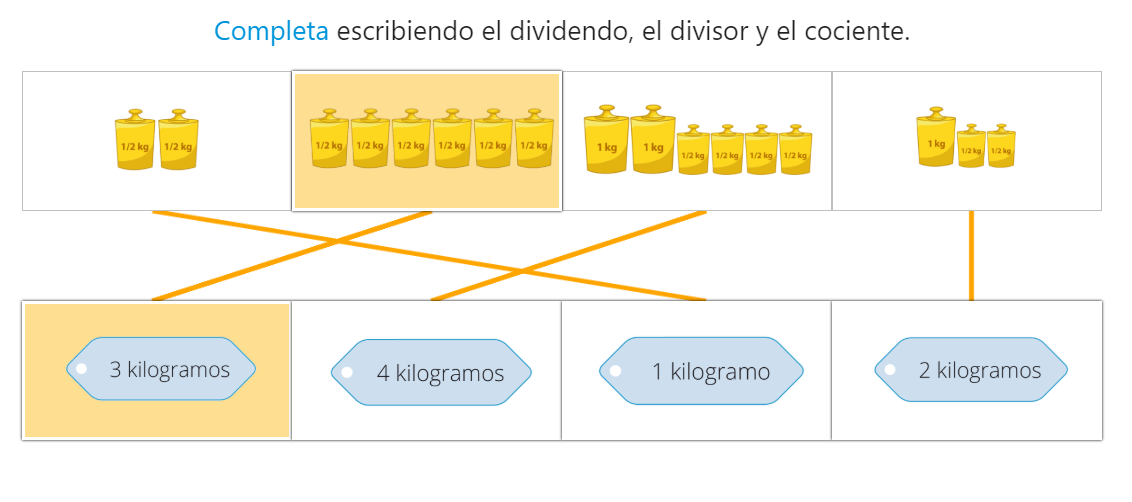 Completa escribiendo el dividendo, el divisor y el cociente.
1/2 kg 1/2 kg
1/2 kg 1/2 kg 1/2 kg 1/2 kg 1/2 kg 1/2 kg
1 kg 1 kg 1/2 kg 1/2 kg 1/2 kg 1/2 kg
1 kg 1/2 kg 1/2 kg
3 kilogramos
4 kilogramos
1 kilogramo
2 kilogramos